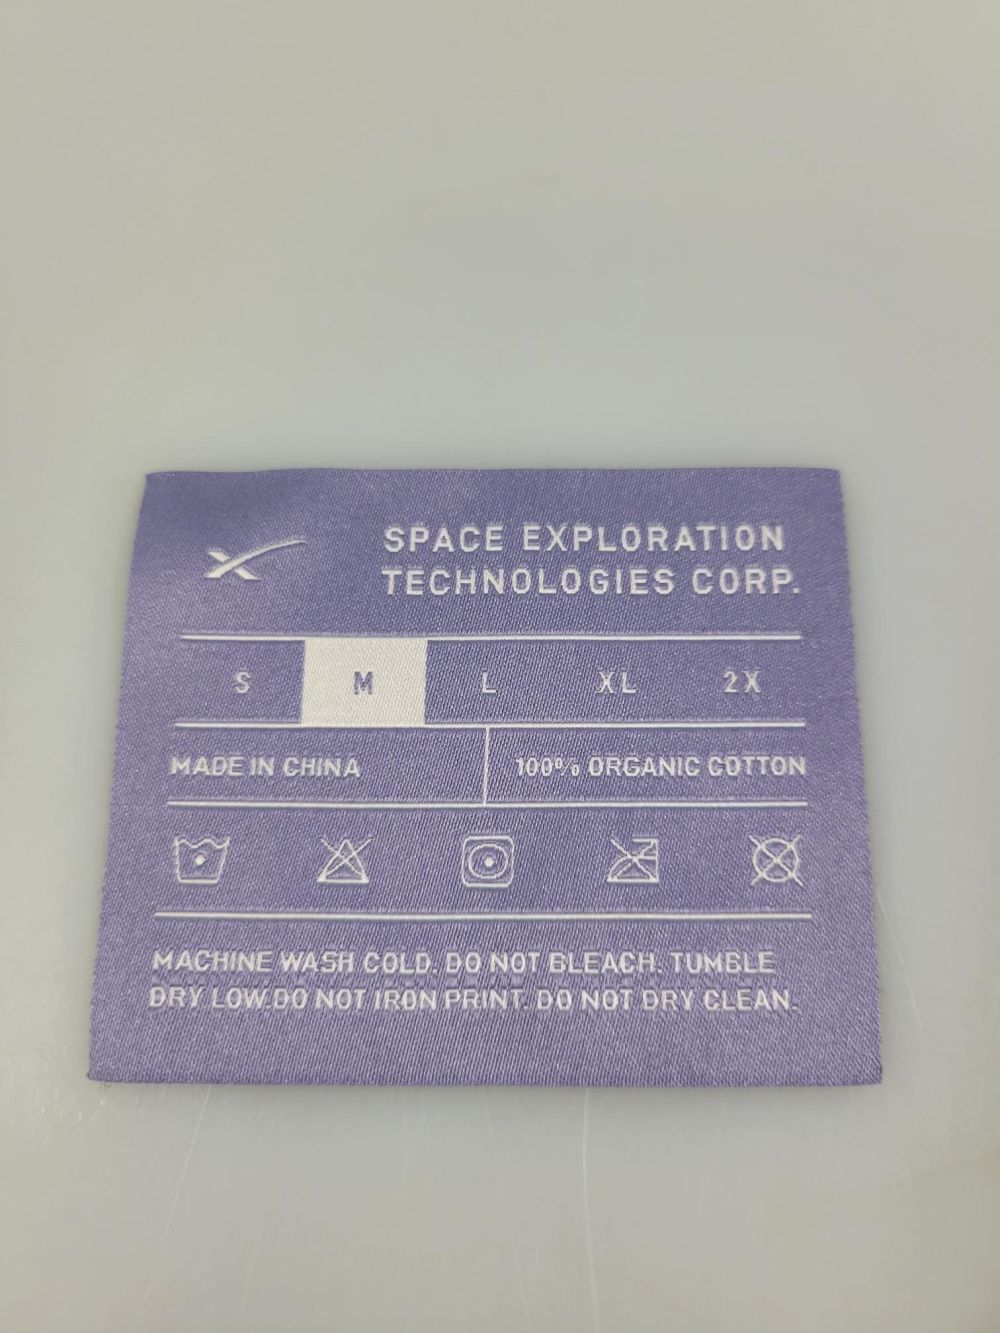 SPACE EXPLORATION
TECHNOLOGIES CORP.
S M L XL 2X
MADE IN CHINA 100% ORGANIC COTTON
MACHINE WASH COLD. DO NOT BLEACH. TUMBLE
DRY LOW.DO NOT IRON PRINT. DO NOT DRY CLEAN.